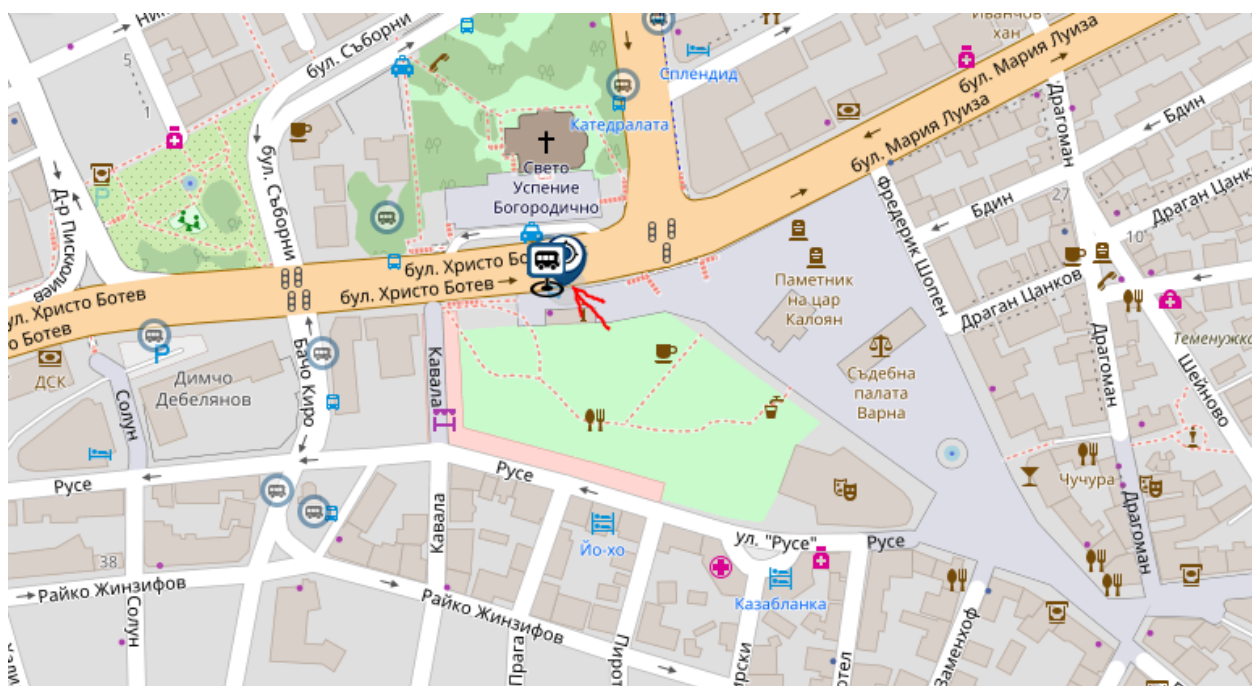 5
1
бул. Съборни
Сплендид
Иванчов
хан
бул. Мария Луиза
Катедралата
бул. Мария Луиза
Драгоман
Бдин
Свето
Успение
Богородично
бул. Съборни
Д-р Пискюлиев
Фредерик Шопен
Бдин
27
Драган Цанков
10
бул. Христо Бо
бул. Христо Ботев
ул. Христо Ботев
о Ботев
P
P
Паметник
на цар
Калоян
Драган Цанков
Теменужка
ДСК
Димчо
Дебелянов
Солун
Бачо Киро
Кавала
Съдебна
палата
Варна
Драгоман
Шейново
Русе
Русе
Кавала
Чучура
Драгоман
Йо-хо
ул. "Русе"
Русе
38
Райко Жинзифов
Солун
Райко Жинзифов
Казабланка
Прага
Пирот
ирски
отел
Заменхоф